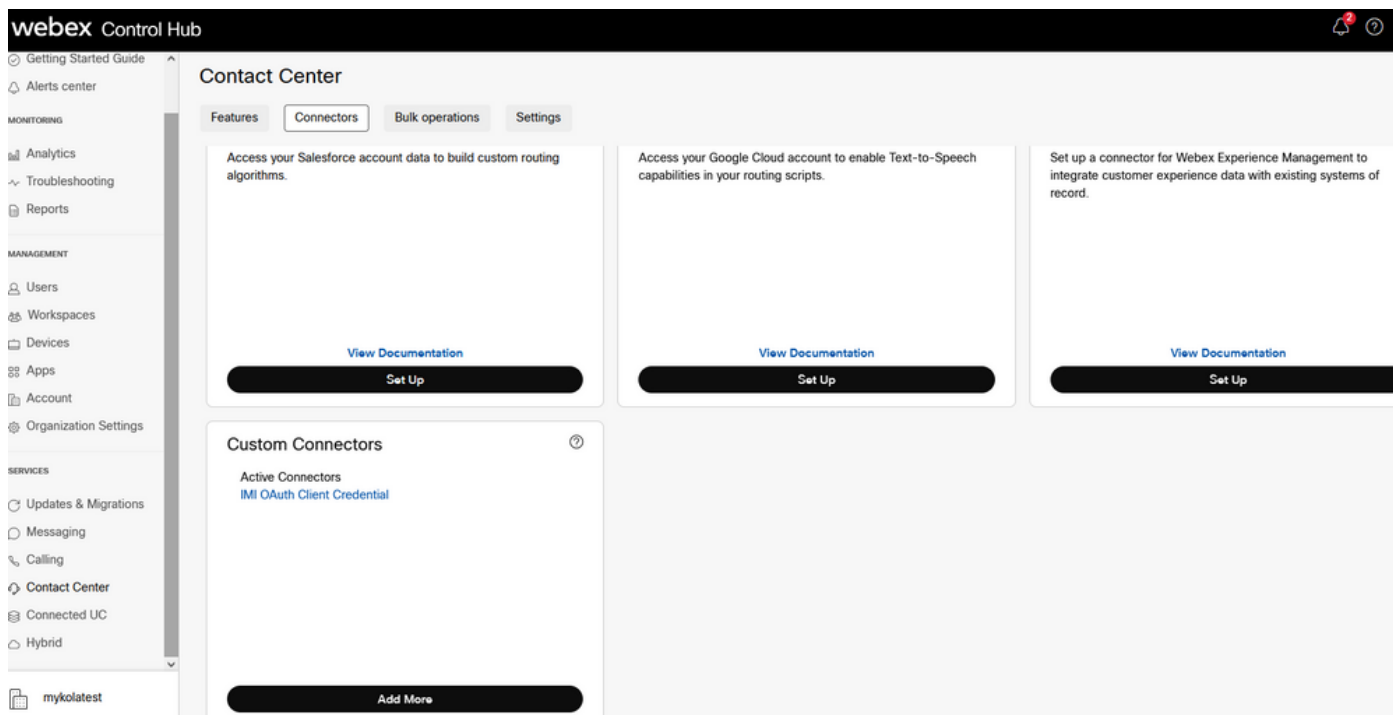 webex Control Hub
2
Getting Started Guide
Alerts center
MONITORING
Analytics
Troubleshooting
Reports
MANAGEMENT
Users
Workspaces
Devices
Apps
Account
Organization Settings
SERVICES
Updates & Migrations
Messaging
Calling
Contact Center
Connected UC
Hybrid
mykolatest
Contact Center
Features
Connectors
Bulk operations
Settings
Access your Salesforce account data to build custom routing
algorithms.
View Documentation
Set Up
Access your Google Cloud account to enable Text-to-Speech
capabilities in your routing scripts.
View Documentation
Set Up
Set up a connector for Webex Experience Management to
integrate customer experience data with existing systems of
record.
View Documentation
Set Up
Custom Connectors
Active Connectors
IMI OAuth Client Credential
Add More